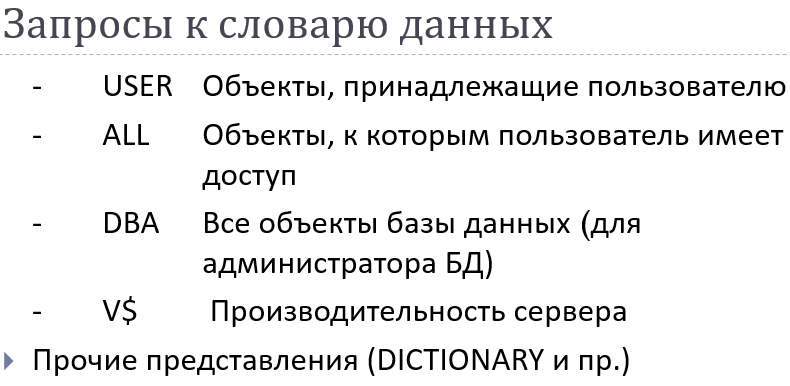 Запросы к словарю данных
- USER Объекты, принадлежащие пользователю
- ALL Объекты, к которым пользователь имеет
доступ
- DBA Все объекты базы данных (для
администратора БД)
- V$ Производительность сервера
Прочие представления (DICTIONARY и пр.)